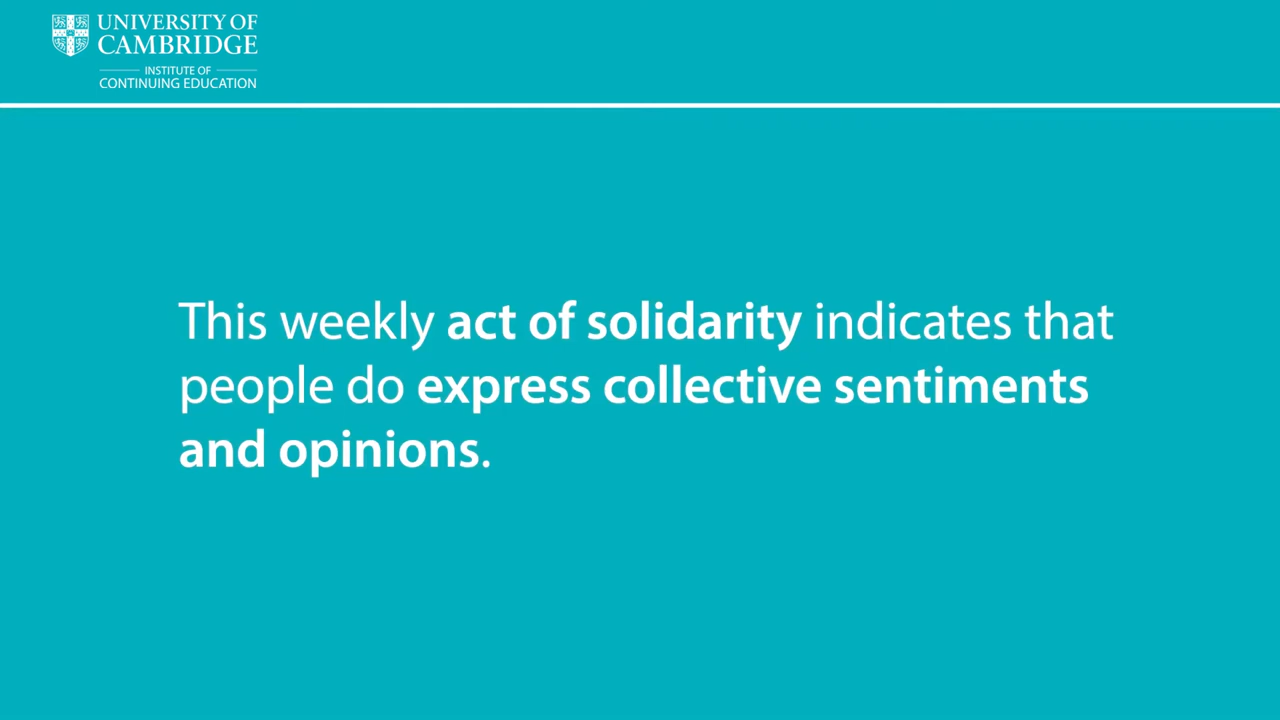 UNIVERSITY OF
CAMBRIDGE
INSTITUTE OF
CONTINUING EDUCATION
This weekly act of solidarity indicates that
people do express collective sentiments
and opinions.